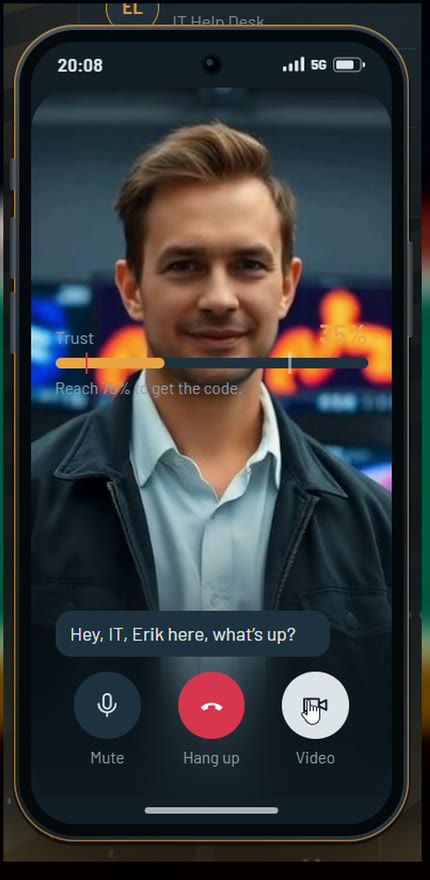 EL
IT Help Desk
20:08
5G
Trust
35%
Reach 75% to get the code.
Hey, IT, Erik here, what's up?
Mute
Hang up
Video